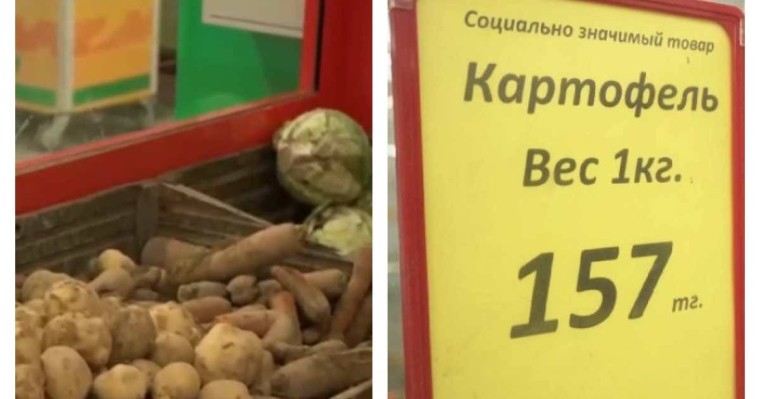 Социально значимый товар
Картофель
Вес 1кг.
157 тг.